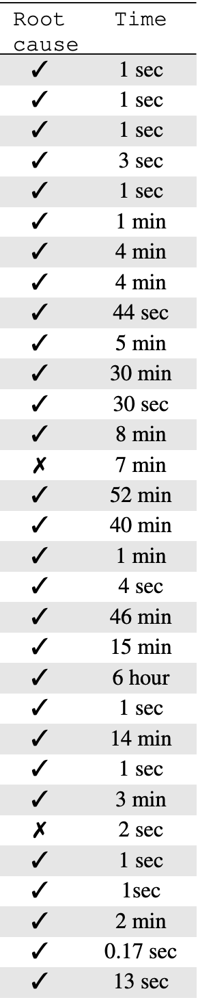 Root Time
cause
✓ 1 sec
✓ 1 sec
✓ 1 sec
✓ 3 sec
✓ 1 sec
✓ 1 min
✓ 4 min
✓ 4 min
✓ 44 sec
✓ 5 min
✓ 30 min
✓ 30 sec
✓ 8 min
✗ 7 min
✓ 52 min
✓ 40 min
✓ 1 min
✓ 4 sec
✓ 46 min
✓ 15 min
✓ 6 hour
✓ 1 sec
✓ 14 min
✓ 1 sec
✓ 3 min
✗ 2 sec
✓ 1 sec
✓ 1sec
✓ 2 min
✓ 0.17 sec
✓ 13 sec